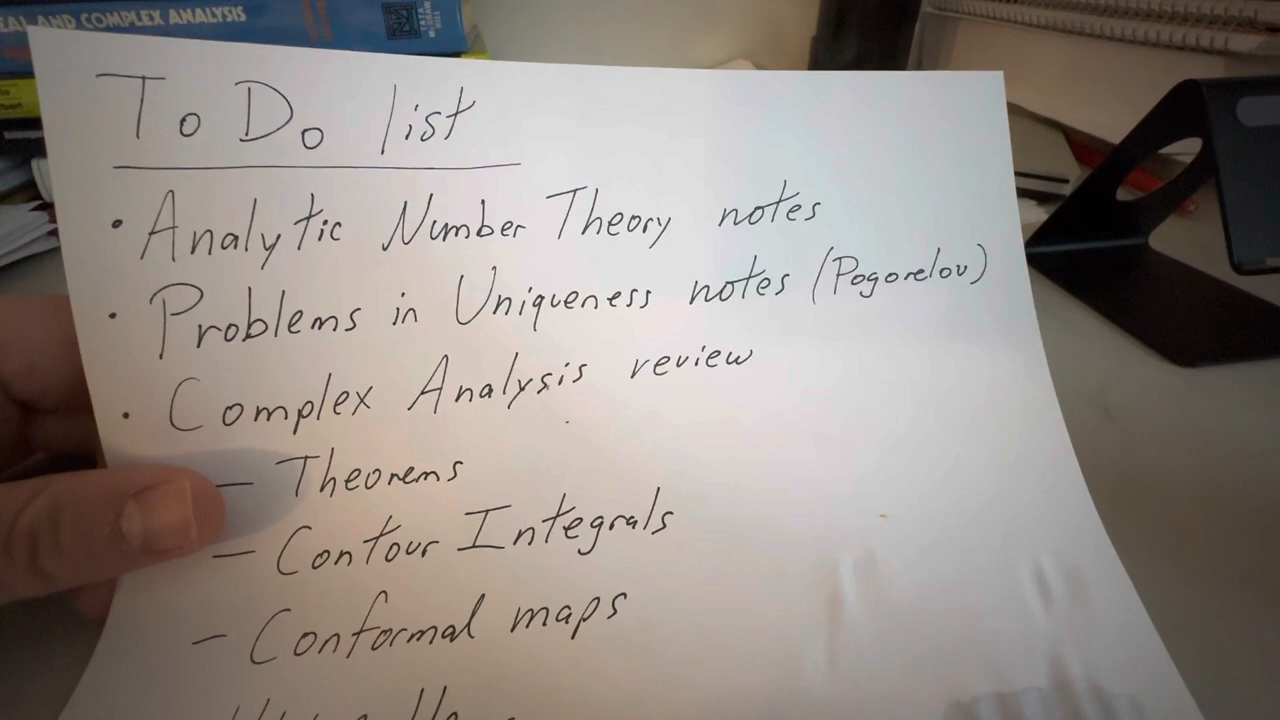 EAL AND COMPLEX ANALYSIS
To Do list
• Analytic Number Theory notes
• Problems in Uniqueness notes (Pogorelov)
• Complex Analysis review
— Theorems
— Contour Integrals
— Conformal maps